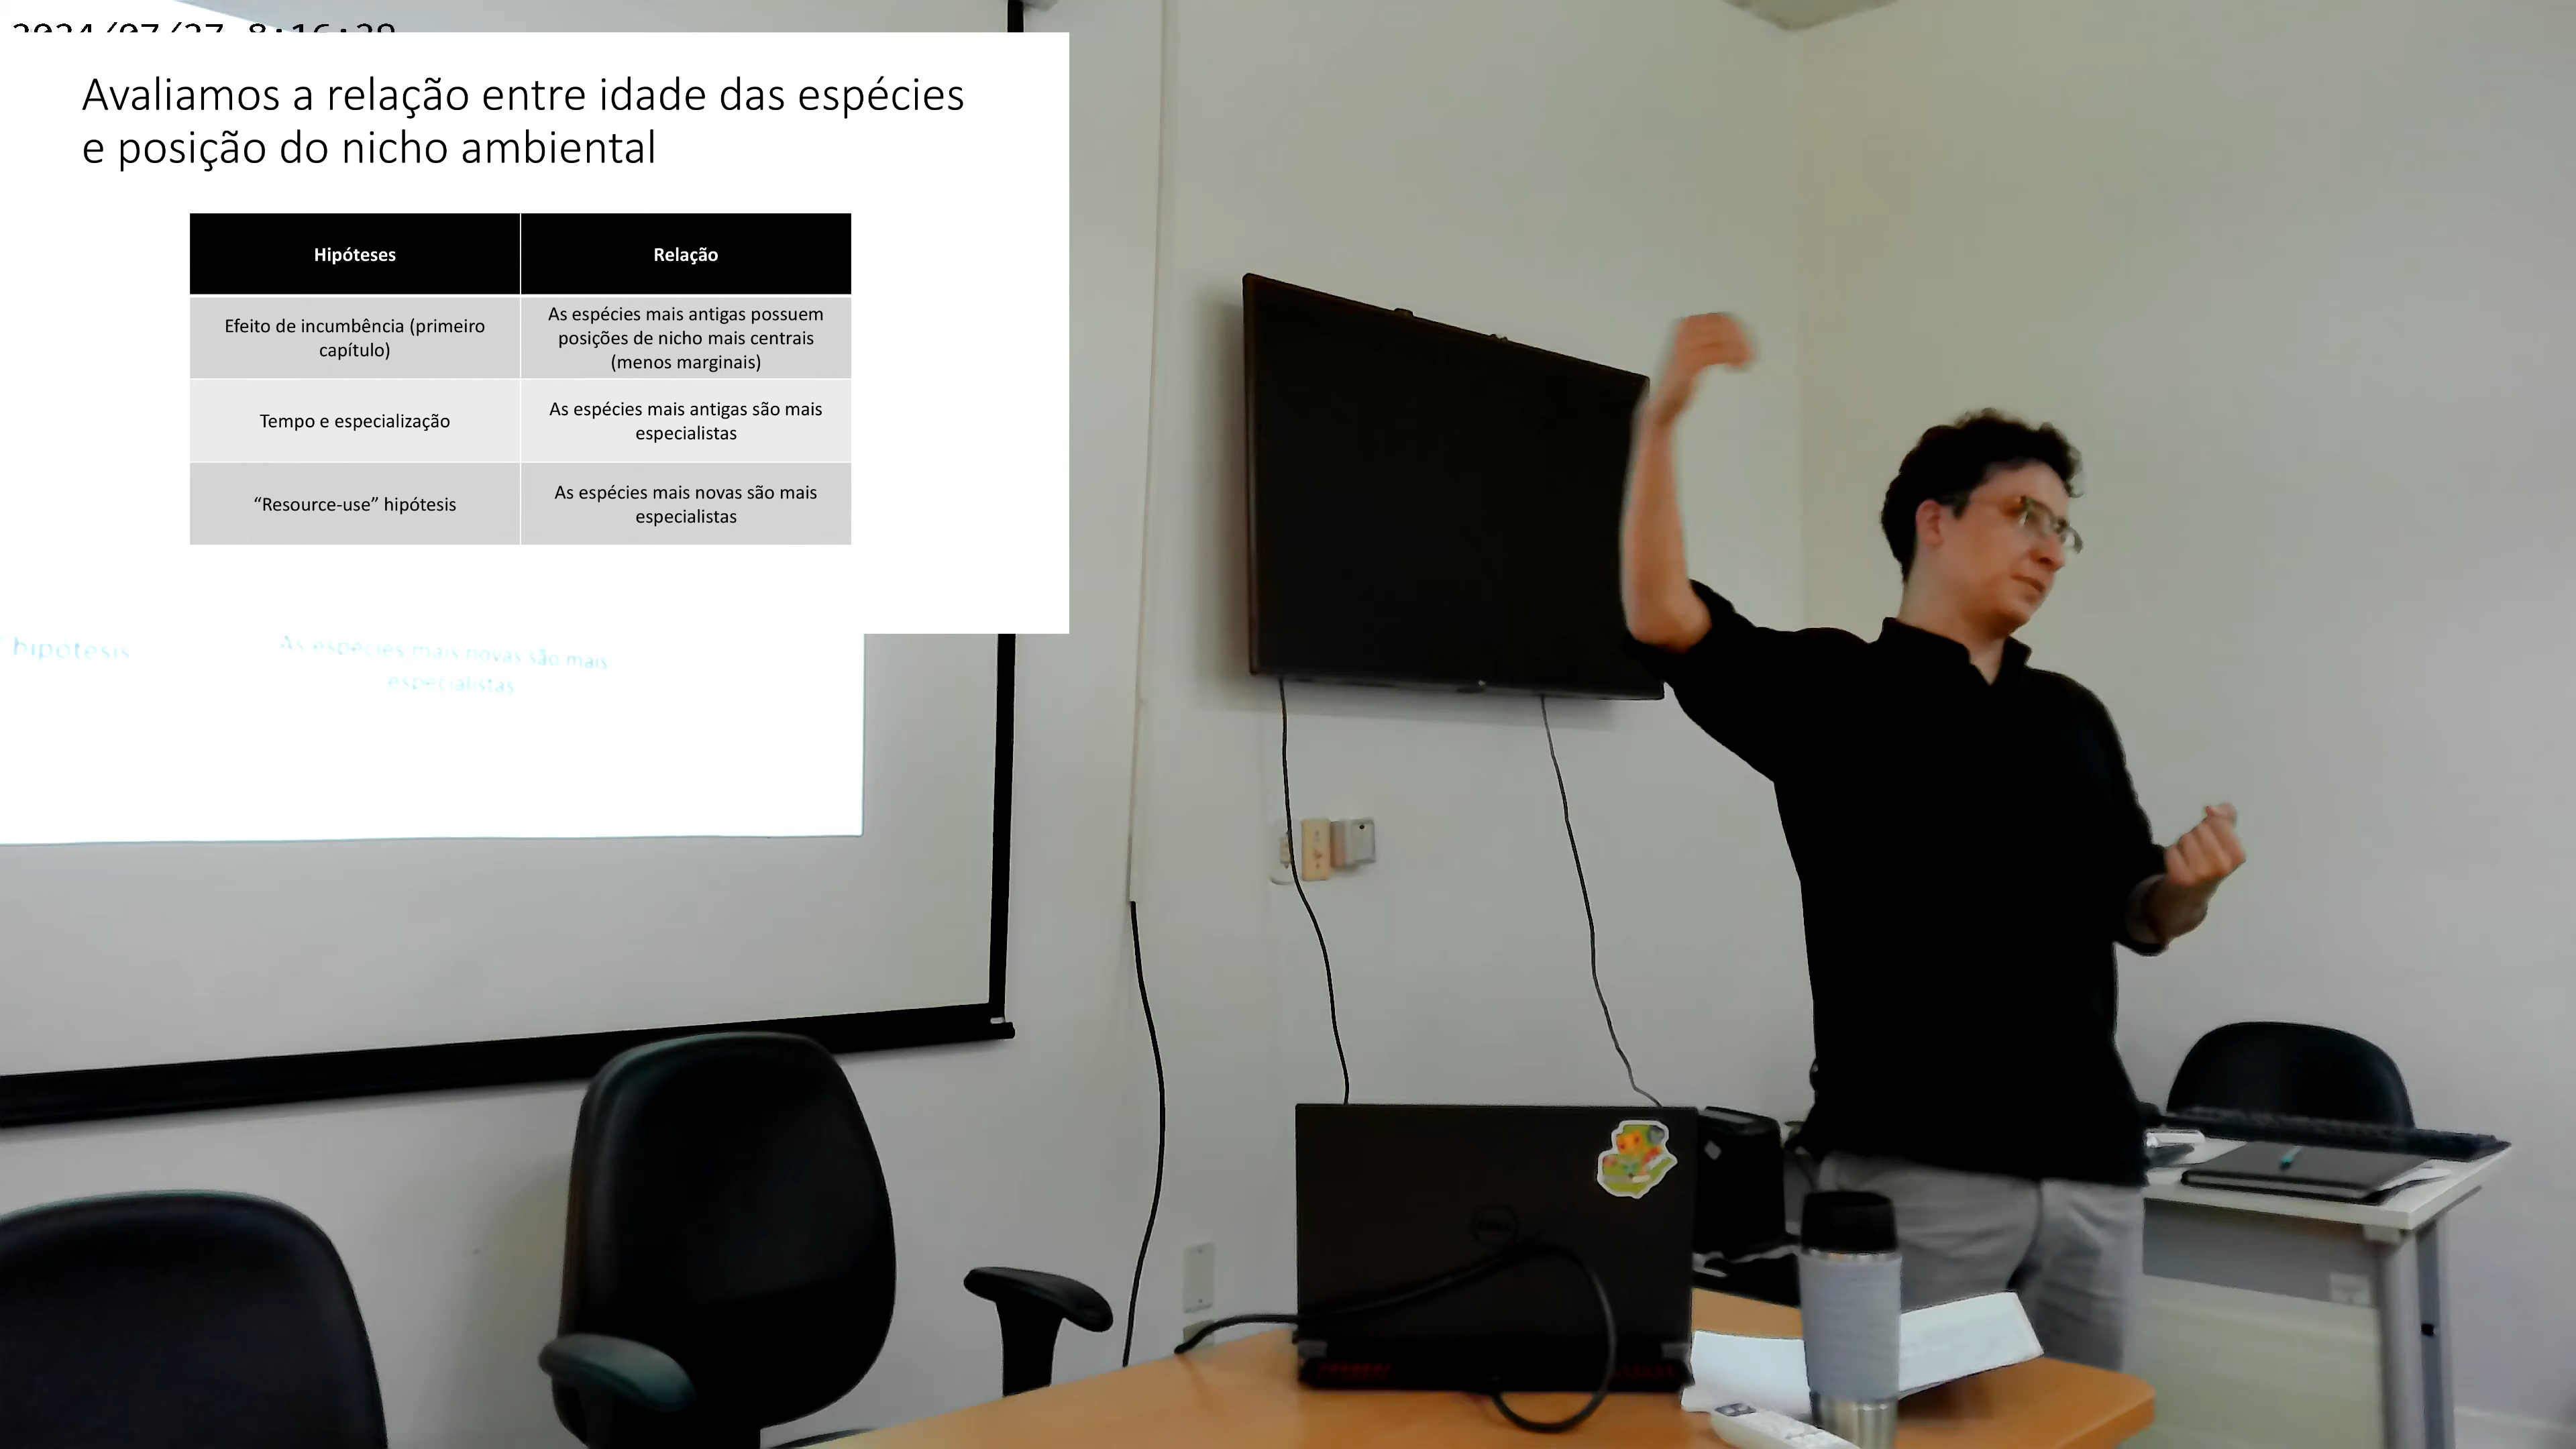 Avaliamos a relação entre idade das espécies
e posição do nicho ambiental
Hipóteses
Relação
Efeito de incumbência (primeiro
capítulo)
As espécies mais antigas possuem
posições de nicho mais centrais
(menos marginais)
Tempo e especialização
As espécies mais antigas são mais
especialistas
“Resource-use” hipótesis
As espécies mais novas são mais
especialistas
hipótesis
As espécies mais novas são mais
especialistas